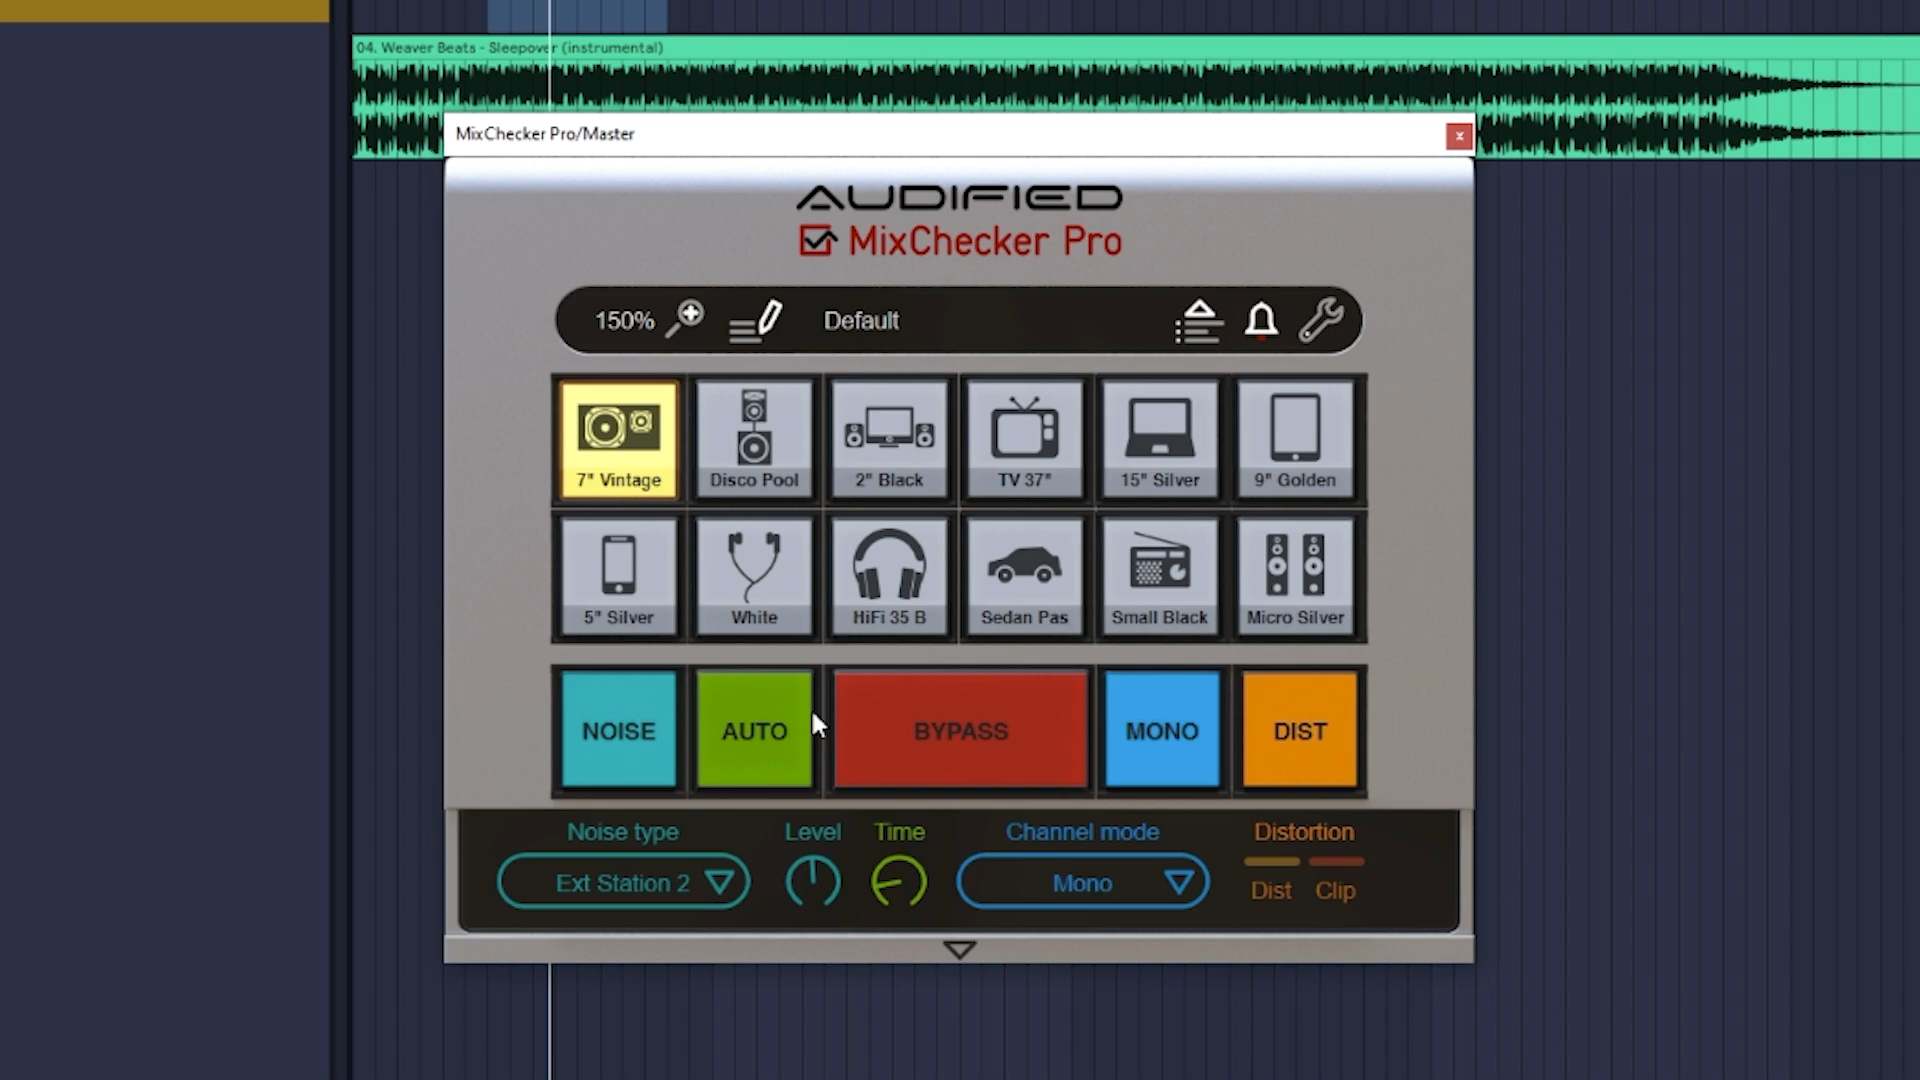 04. Weaver Beats - Sleepover (instrumental)
MixChecker Pro/Master
x
AUDIFIED
MixChecker Pro
150%
Default
7" Vintage
Disco Pool
2" Black
TV 37"
15" Silver
9" Golden
5" Silver
White
HiFi 35 B
Sedan Pas
Small Black
Micro Silver
NOISE
AUTO
BYPASS
MONO
DIST
Noise type
Level
Time
Channel mode
Distortion
Ext Station 2
Mono
Dist
Clip